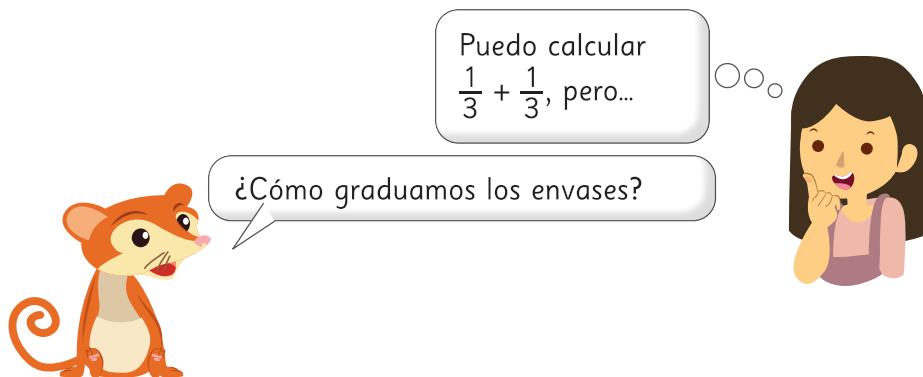 Puedo calcular
1/3 + 1/3, pero...
¿Cómo graduamos los envases?